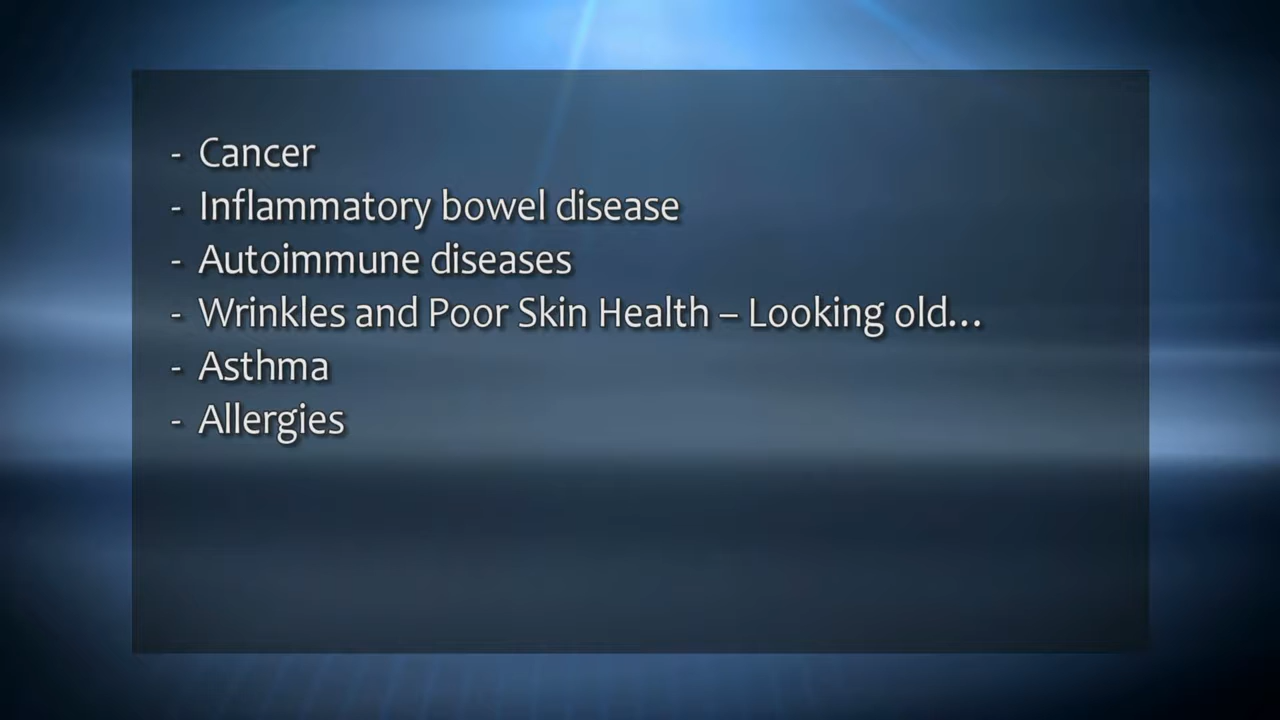 - Cancer
- Inflammatory bowel disease
- Autoimmune diseases
- Wrinkles and Poor Skin Health – Looking old...
- Asthma
- Allergies